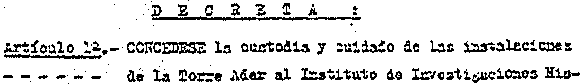 D E C R E T A :
Artículo 1º.- CONCEDESE la custodia y cuidado de las instalaciones
- - - - - - de la Torre Ader al Instituto de Investigaciones His-